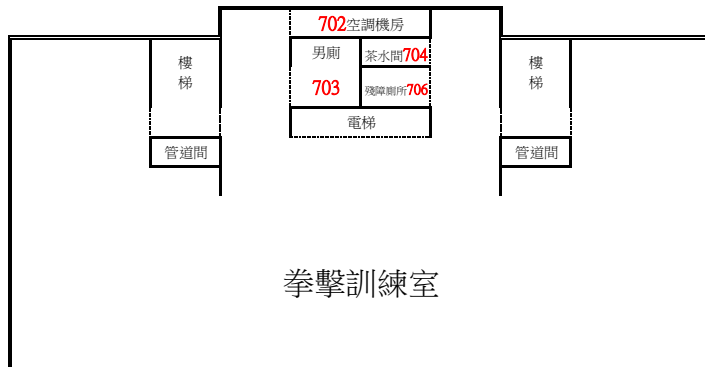 702空調機房
男廁
703
茶水間704
殘障廁所706
電梯
樓
梯
管道間
樓
梯
管道間
拳擊訓練室